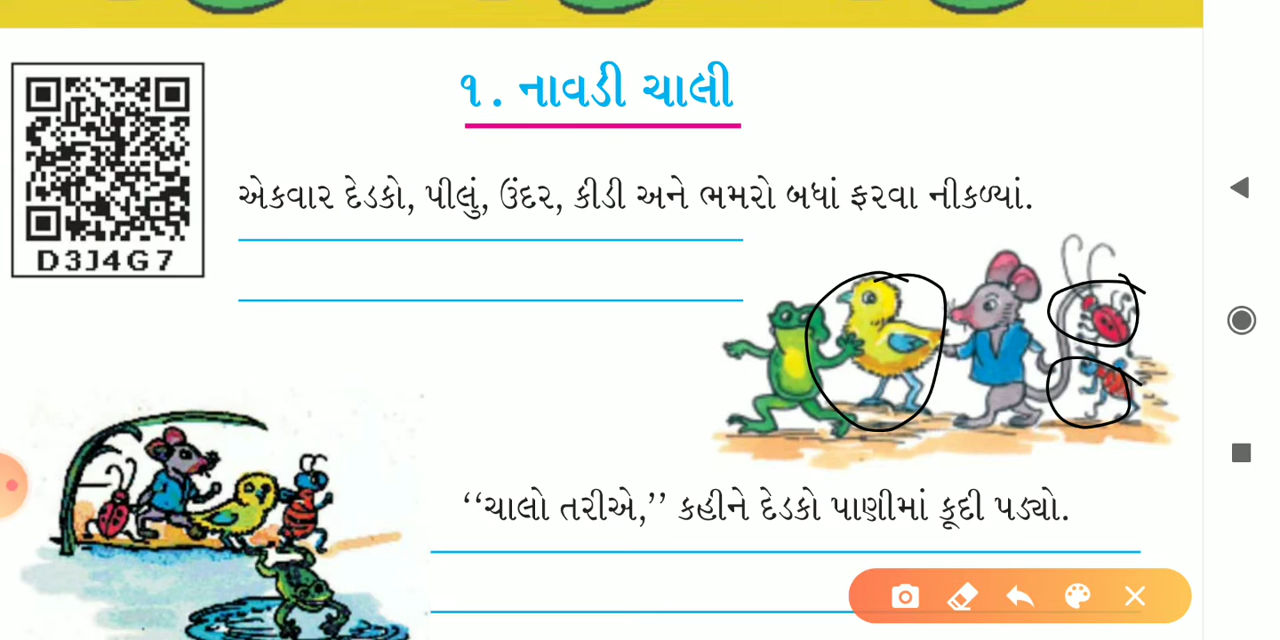 ૧. નાવડી ચાલી
એકવાર દેડકો, પીલું, ઉંદર, કીડી અને ભમરો બધાં ફરવા નીકળ્યાં.
D3J4G7
“ચાલો તરીએ,” કહીને દેડકો પાણીમાં કૂદી પડ્યો.